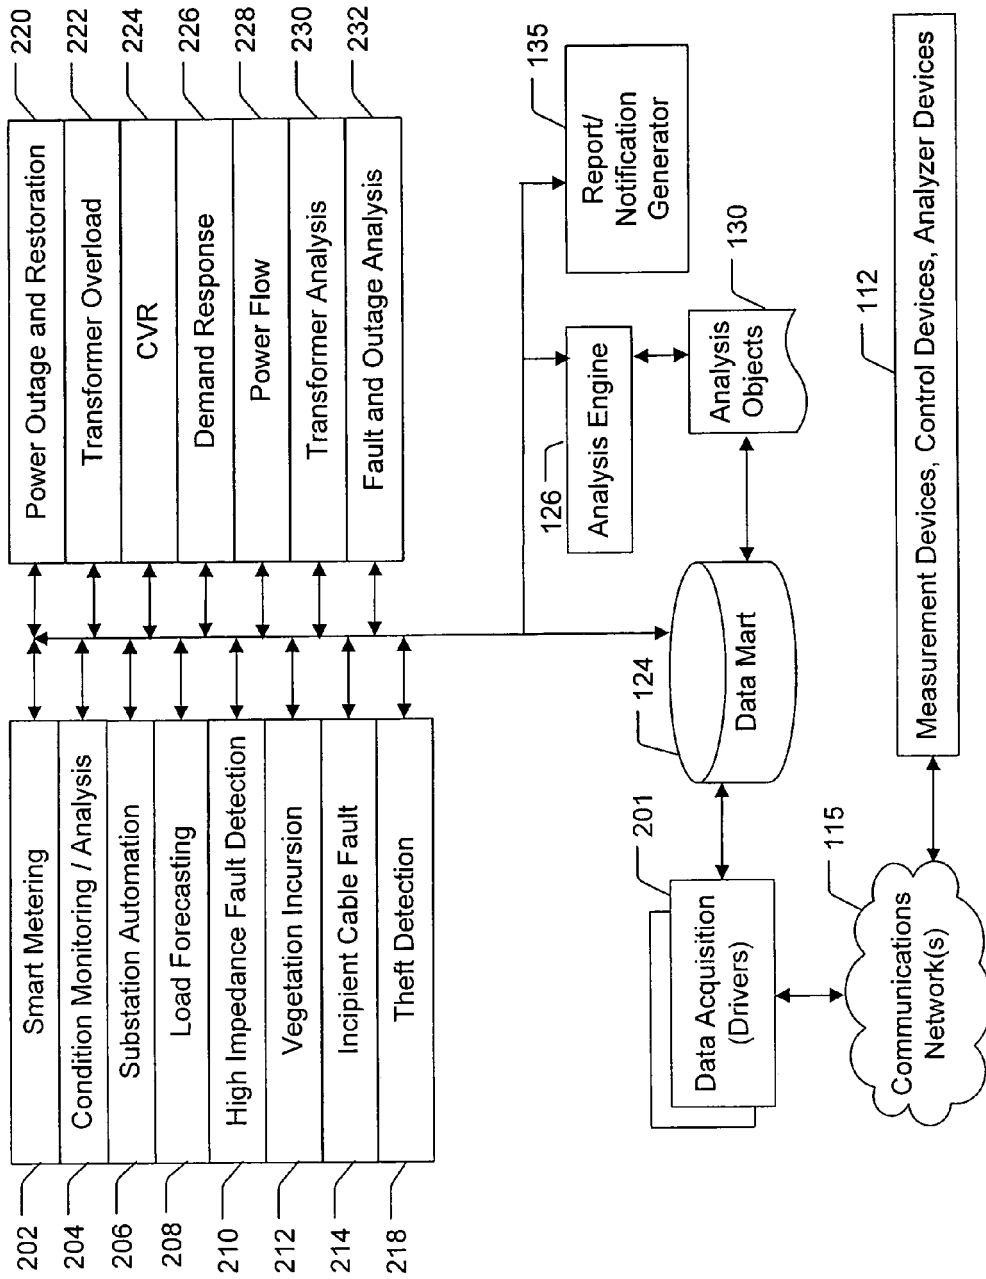 202
Smart Metering
204
Condition Monitoring / Analysis
206
Substation Automation
208
Load Forecasting
210
High Impedance Fault Detection
212
Vegetation Incursion
214
Incipient Cable Fault
218
Theft Detection
Power Outage and Restoration
220
Transformer Overload
222
CVR
224
Demand Response
226
Power Flow
228
Transformer Analysis
230
Fault and Outage Analysis
232
126
Analysis Engine
Report/
Notification
Generator
135
Data Acquisition
(Drivers)
201
124
Data Mart
Analysis
Objects
130
Communications
Network(s)
115
Measurement Devices, Control Devices, Analyzer Devices
112